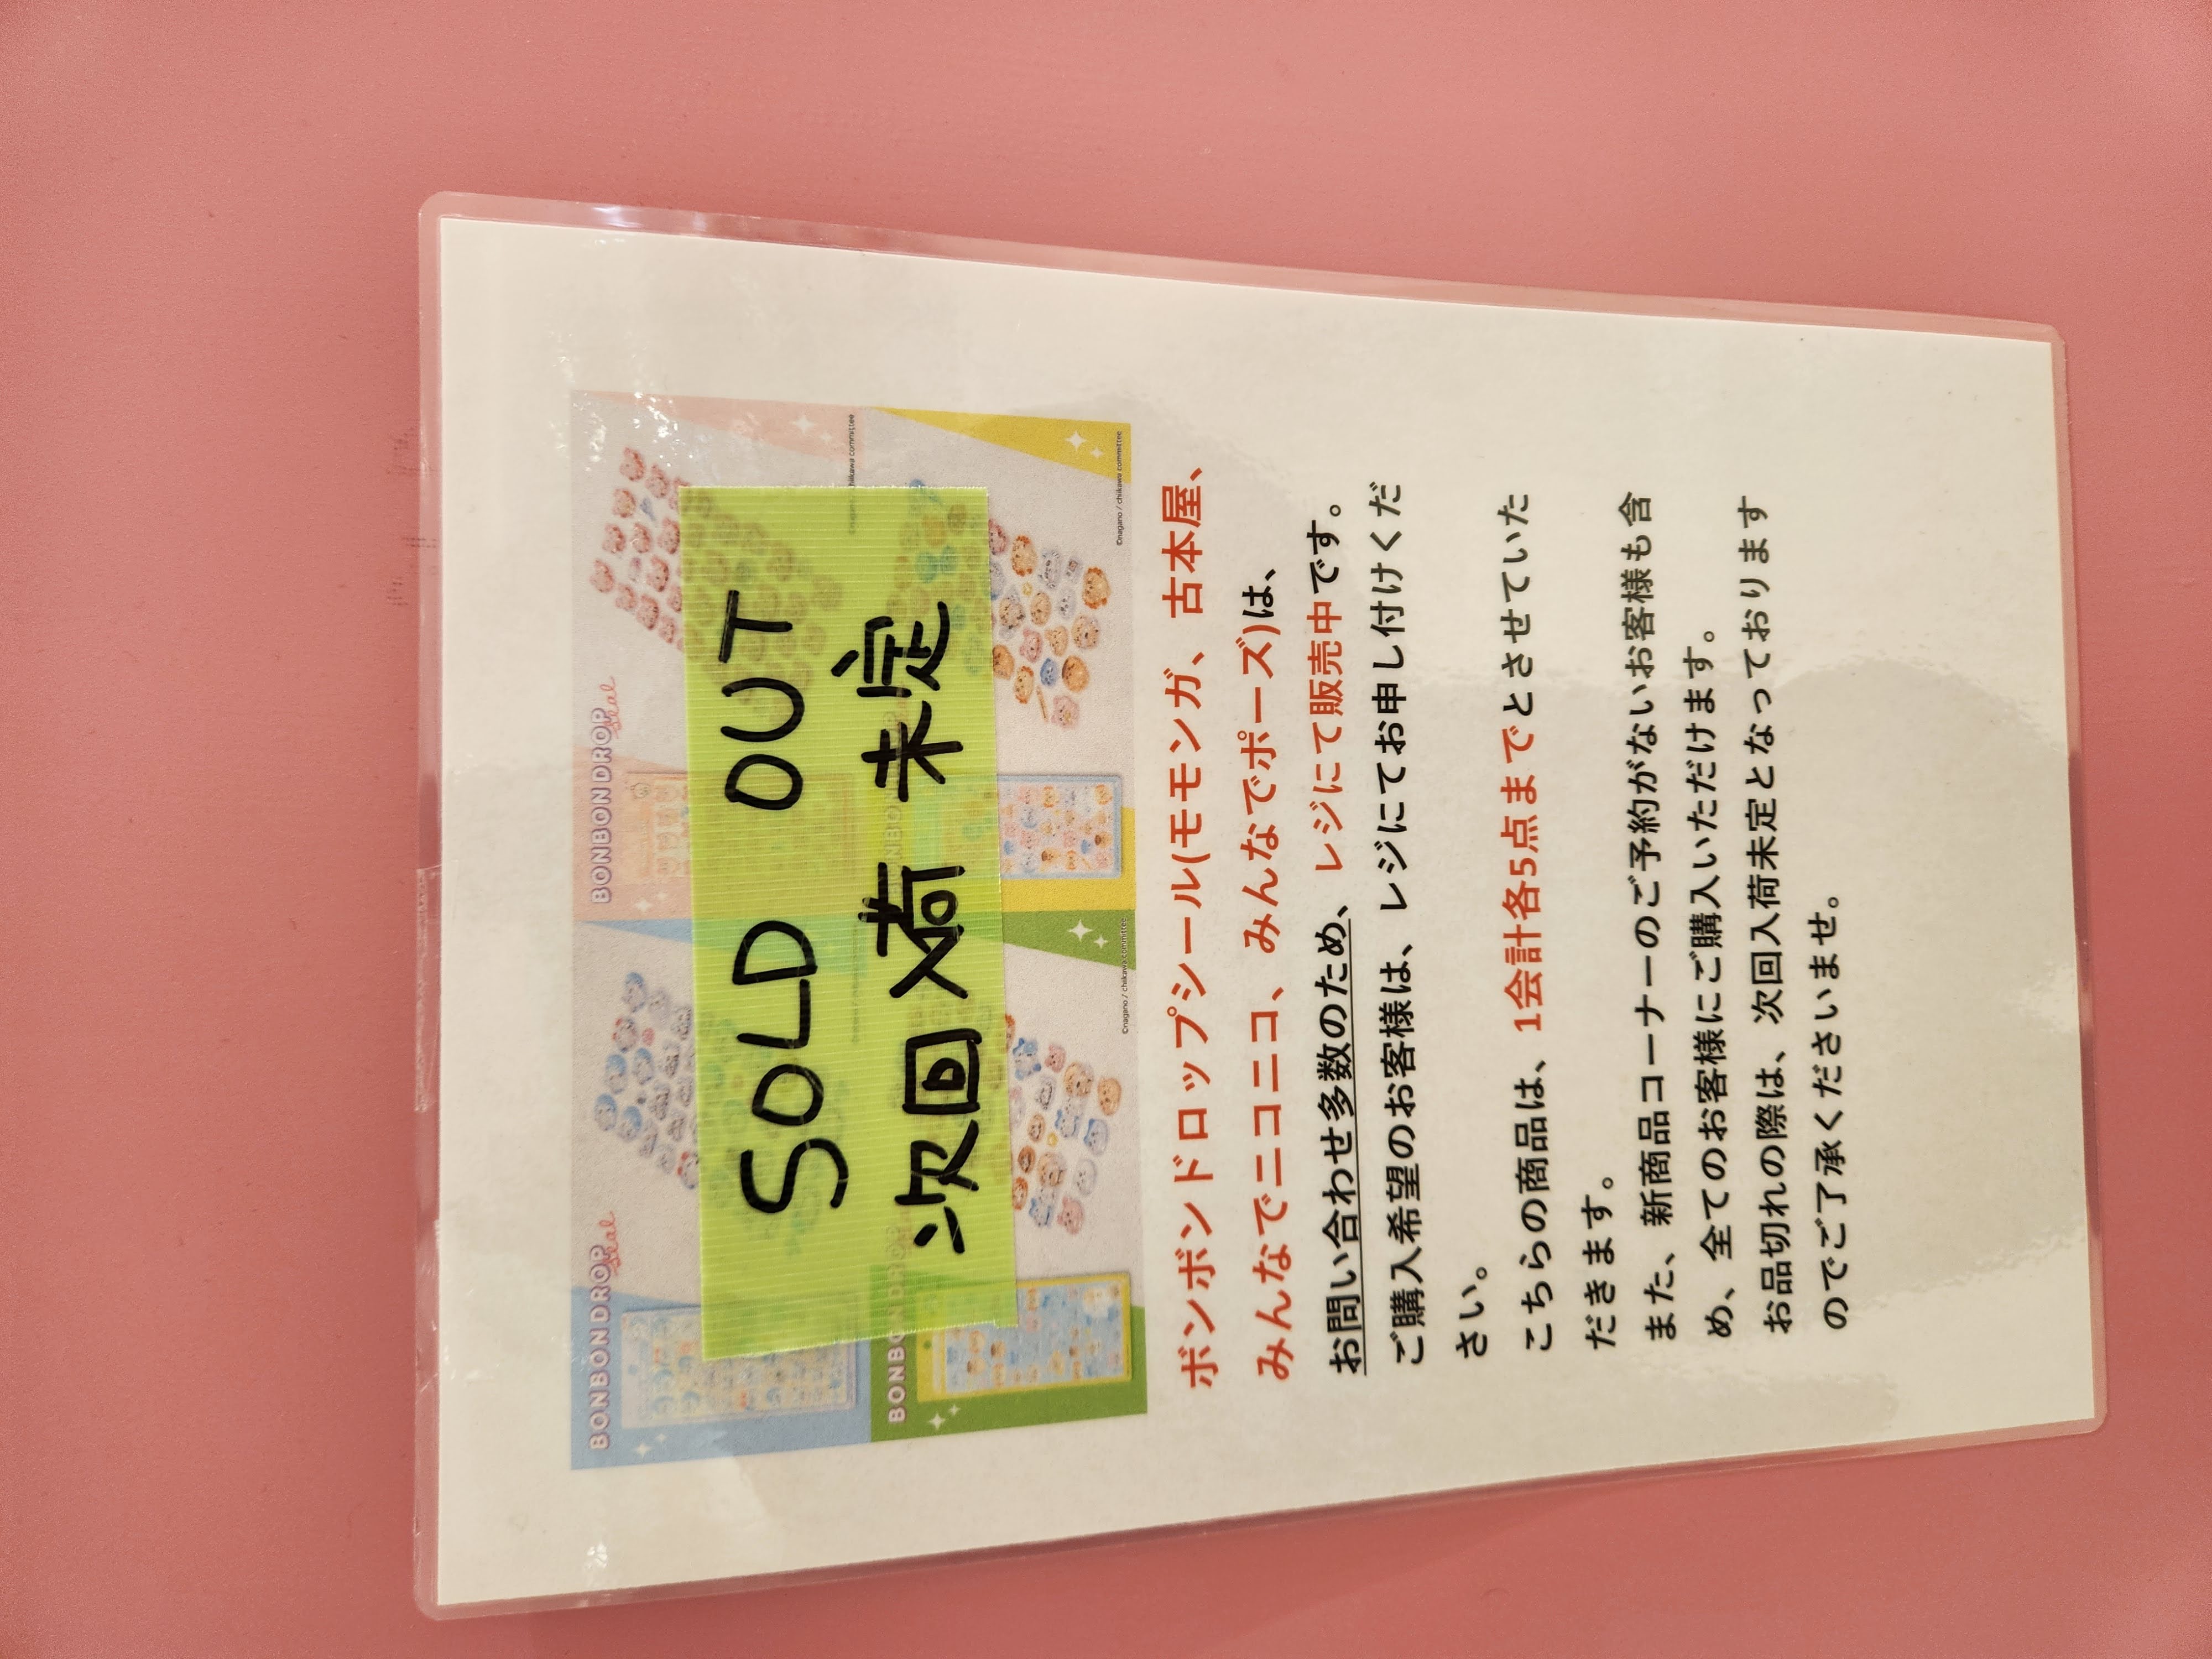 BONBONDROP
Seal
BONBONDROP
Seal
©nagano / chiikawa committee
SOLD OUT
次回入荷 未定
©nagano / chiikawa committee
©nagano / chiikawa committee
ボンボンドロップシール(モモンガ、古本屋、
みんなでニコニコ、みんなでポーズ)は、
お問い合わせ多数のため、レジにて販売中です。
ご購入希望のお客様は、レジにてお申し付けくだ
さい。
こちらの商品は、1会計各5点までとさせていた
だきます。
また、新商品コーナーのご予約がないお客様も含
め、全てのお客様にご購入いただけます。
お品切れの際は、次回入荷未定となっております
のでご了承くださいませ。